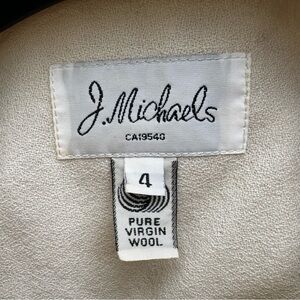 J. Michaels
CA19540
4
PURE
VIRGIN
WOOL